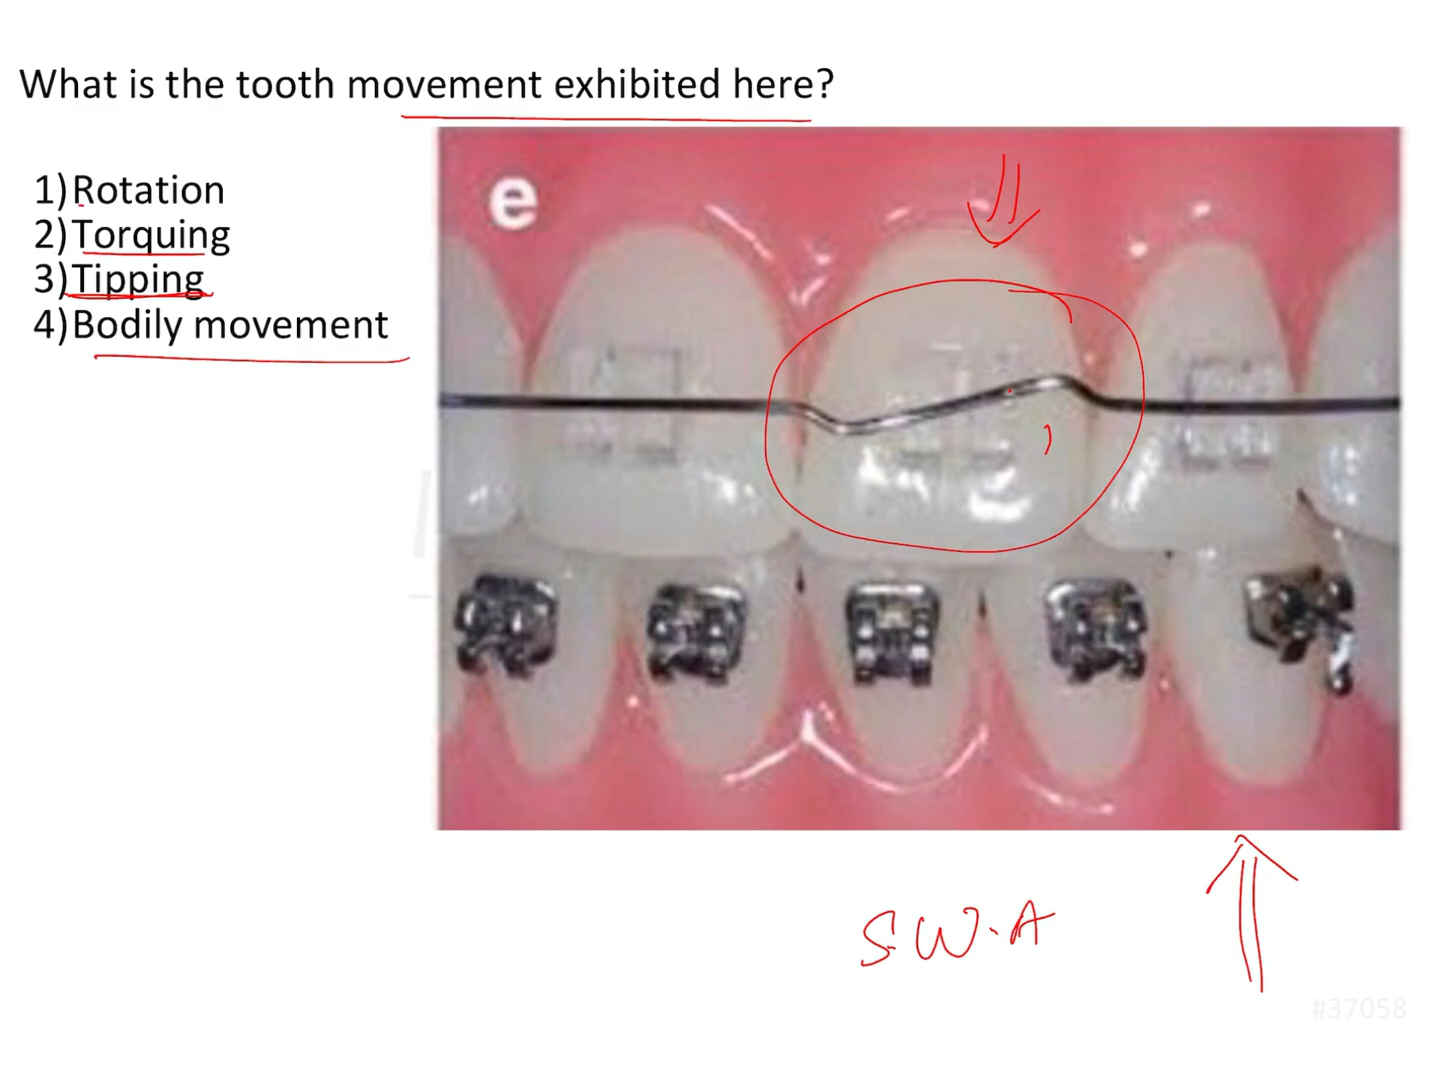 What is the tooth movement exhibited here?
1)Rotation
2)Torquing
3)Tipping
4)Bodily movement
e
S.W.A
#37058